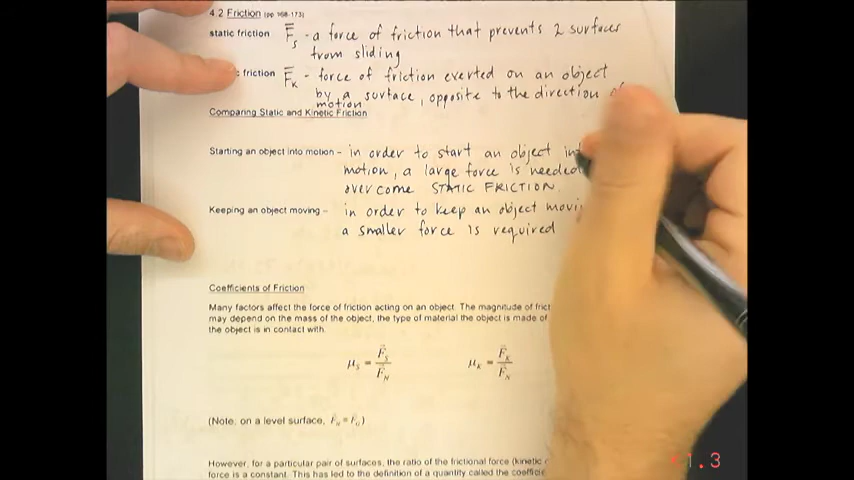 4.2 Friction (pp 168-173)
static friction F_S - a force of friction that prevents 2 surfaces
from sliding
c friction F_K - force of friction exerted on an object
by a surface, opposite to the direction of
motion
Comparing Static and Kinetic Friction
Starting an object into motion – in order to start an object int
motion, a large force is needed
overcome STATIC FRICTION.
Keeping an object moving – in order to keep an object movi
a smaller force is required
Coefficients of Friction
Many factors affect the force of friction acting on an object. The magnitude of frict
may depend on the mass of the object, the type of material the object is made of
the object is in contact with.
μ_S = F_S / F_N μ_K = F_K / F_N
(Note, on a level surface,
However, for a particular pair of surfaces, the ratio of the frictional force (kinetic
force is a constant. This has led to the definition of a quantity called the coeffici
1.3